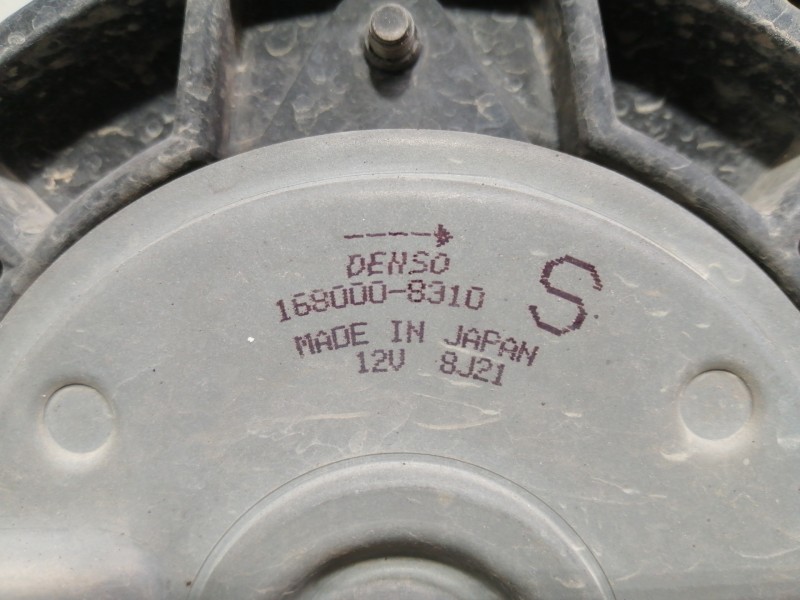 DENSO
168000-8310 S
MADE IN JAPAN
12V 8J21